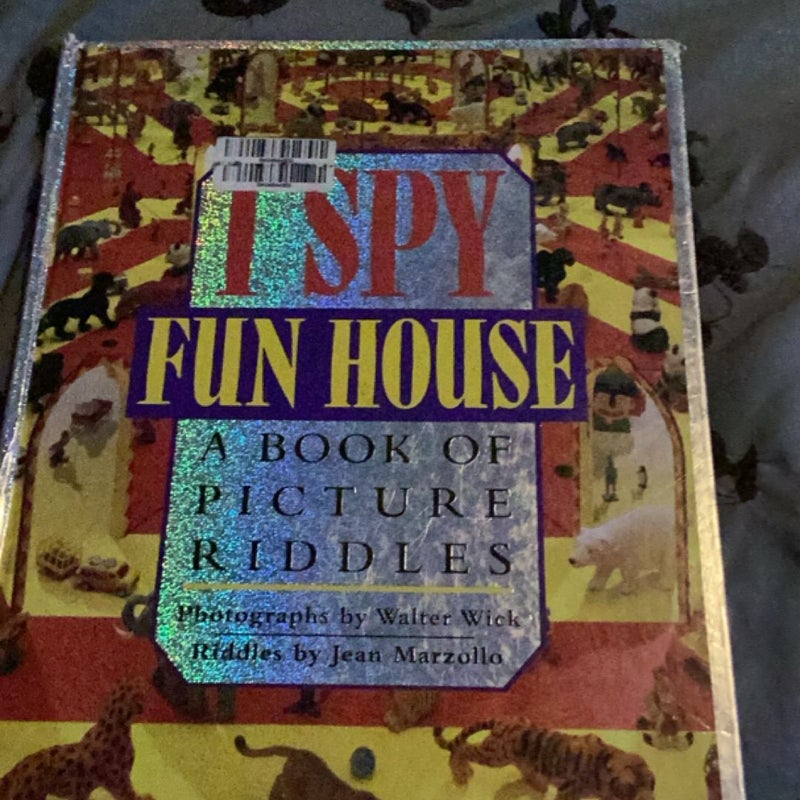 I SPY
FUN HOUSE
A BOOK OF
PICTURE
RIDDLES
Photographs by Walter Wick
Riddles by Jean Marzollo